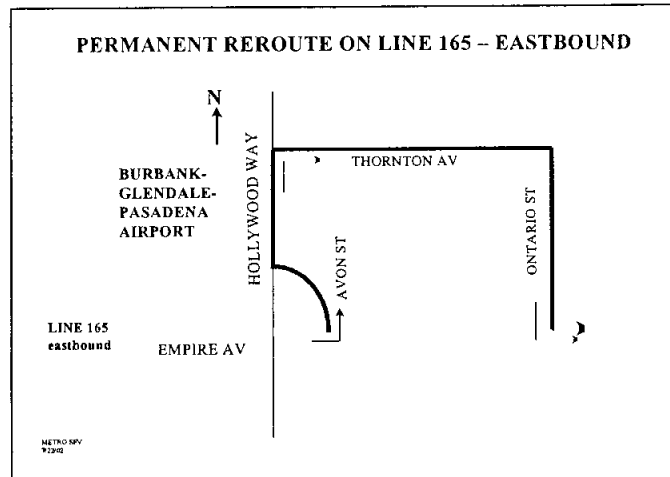 PERMANENT REROUTE ON LINE 165 – EASTBOUND
N
HOLLYWOOD WAY
THORNTON AV
BURBANK-
GLENDALE-
PASADENA
AIRPORT
ONTARIO ST
AVON ST
LINE 165
eastbound
EMPIRE AV
METRO SFV